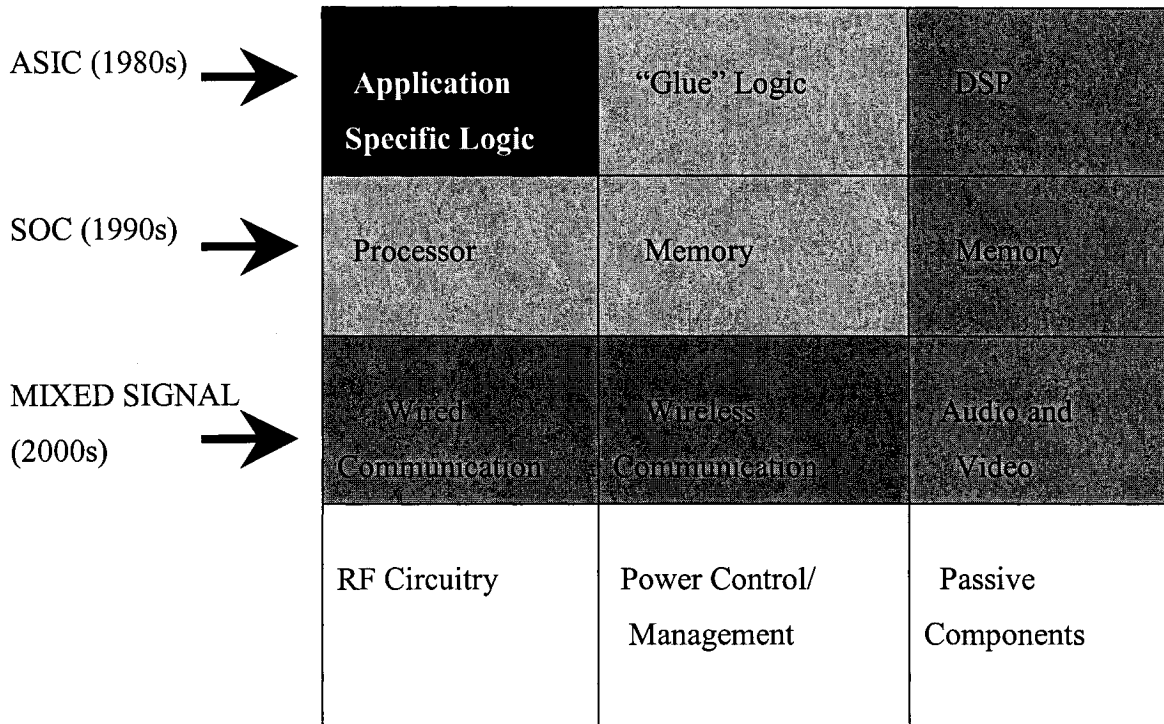 ASIC (1980s)
Application
Specific Logic
“Glue” Logic
DSP
SOC (1990s)
Processor
Memory
Memory
MIXED SIGNAL
(2000s)
Wired
Communication
Wireless
Communication
Audio and
Video
RF Circuitry
Power Control/
Management
Passive
Components